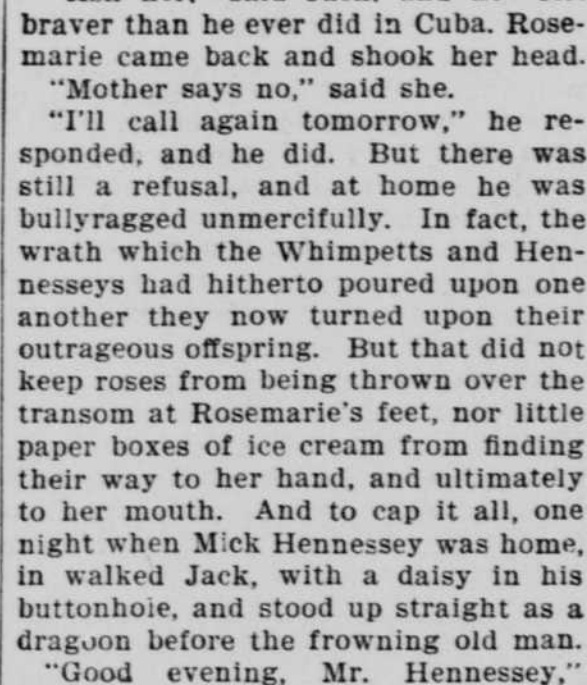 braver than he ever did in Cuba. Rose-
marie came back and shook her head.
"Mother says no," said she.
"I'll call again tomorrow," he re-
sponded, and he did. But there was
still a refusal, and at home he was
bullyragged unmercifully. In fact, the
wrath which the Whimpetts and Hen-
nesseys had hitherto poured upon one
another they now turned upon their
outrageous offspring. But that did not
keep roses from being thrown over the
transom at Rosemarie's feet, nor little
paper boxes of ice cream from finding
their way to her hand, and ultimately
to her mouth. And to cap it all, one
night when Mick Hennessey was home,
in walked Jack, with a daisy in his
buttonhole, and stood up straight as a
dragoon before the frowning old man.
"Good evening, Mr. Hennessey,"